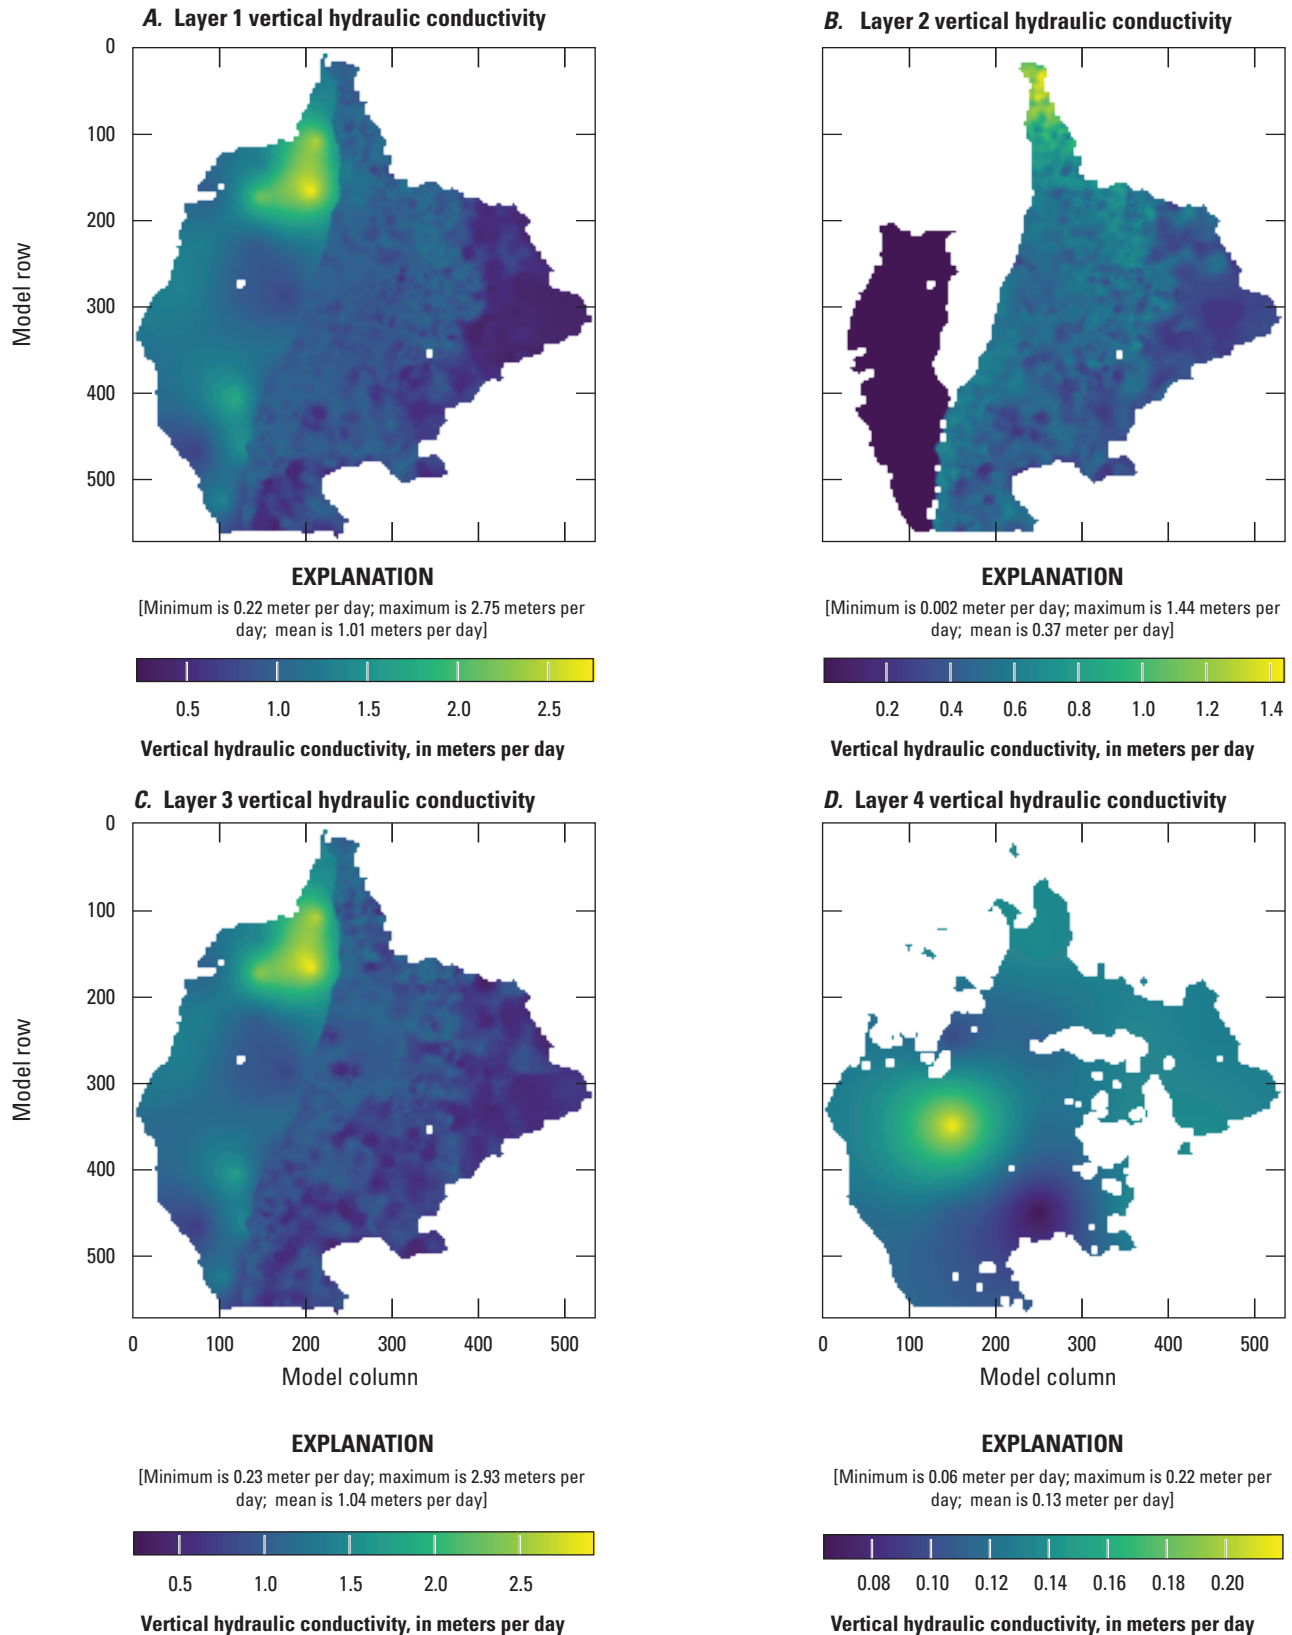 A. Layer 1 vertical hydraulic conductivity
0
100
200
300
400
500
Model row
EXPLANATION
[Minimum is 0.22 meter per day; maximum is 2.75 meters per
day; mean is 1.01 meters per day]
0.5 1.0 1.5 2.0 2.5
Vertical hydraulic conductivity, in meters per day
B. Layer 2 vertical hydraulic conductivity
EXPLANATION
[Minimum is 0.002 meter per day; maximum is 1.44 meters per
day; mean is 0.37 meter per day]
0.2 0.4 0.6 0.8 1.0 1.2 1.4
Vertical hydraulic conductivity, in meters per day
C. Layer 3 vertical hydraulic conductivity
0
100
200
300
400
500
Model row
0 100 200 300 400 500
Model column
EXPLANATION
[Minimum is 0.23 meter per day; maximum is 2.93 meters per
day; mean is 1.04 meters per day]
0.5 1.0 1.5 2.0 2.5
Vertical hydraulic conductivity, in meters per day
D. Layer 4 vertical hydraulic conductivity
0 100 200 300 400 500
Model column
EXPLANATION
[Minimum is 0.06 meter per day; maximum is 0.22 meter per
day; mean is 0.13 meter per day]
0.08 0.10 0.12 0.14 0.16 0.18 0.20
Vertical hydraulic conductivity, in meters per day